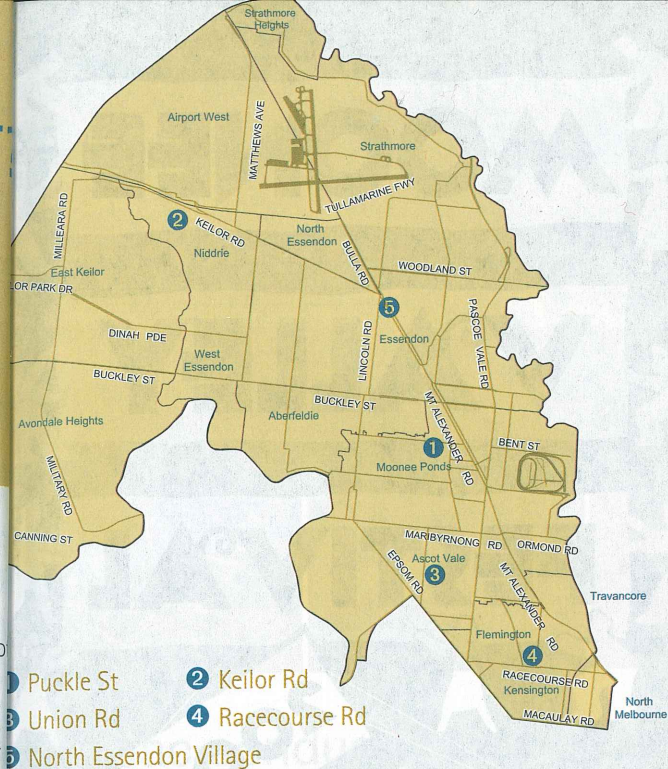 Strathmore
Heights
Airport West
MATTHEWS AVE
Strathmore
TULLAMARINE FWY
MILLEARA RD
2
KEILOR RD
Niddrie
North
Essendon
BULLA RD
WOODLAND ST
East Keilor
LOR PARK DR
5
Essendon
PASCOE VALE RD
LINCOLN RD
DINAH PDE
West
Essendon
BUCKLEY ST
BUCKLEY ST
Aberfeldie
Avondale Heights
MT ALEXANDER RD
1
Moonee Ponds
BENT ST
MILITARY RD
CANNING ST
MARIBYRNONG RD
ORMOND RD
Ascot Vale
3
EPSOM RD
MT ALEXANDER RD
Travancore
Flemington
4
RACECOURSE RD
Kensington
MACAULAY RD
North
Melbourne
1 Puckle St 2 Keilor Rd
3 Union Rd 4 Racecourse Rd
5 North Essendon Village